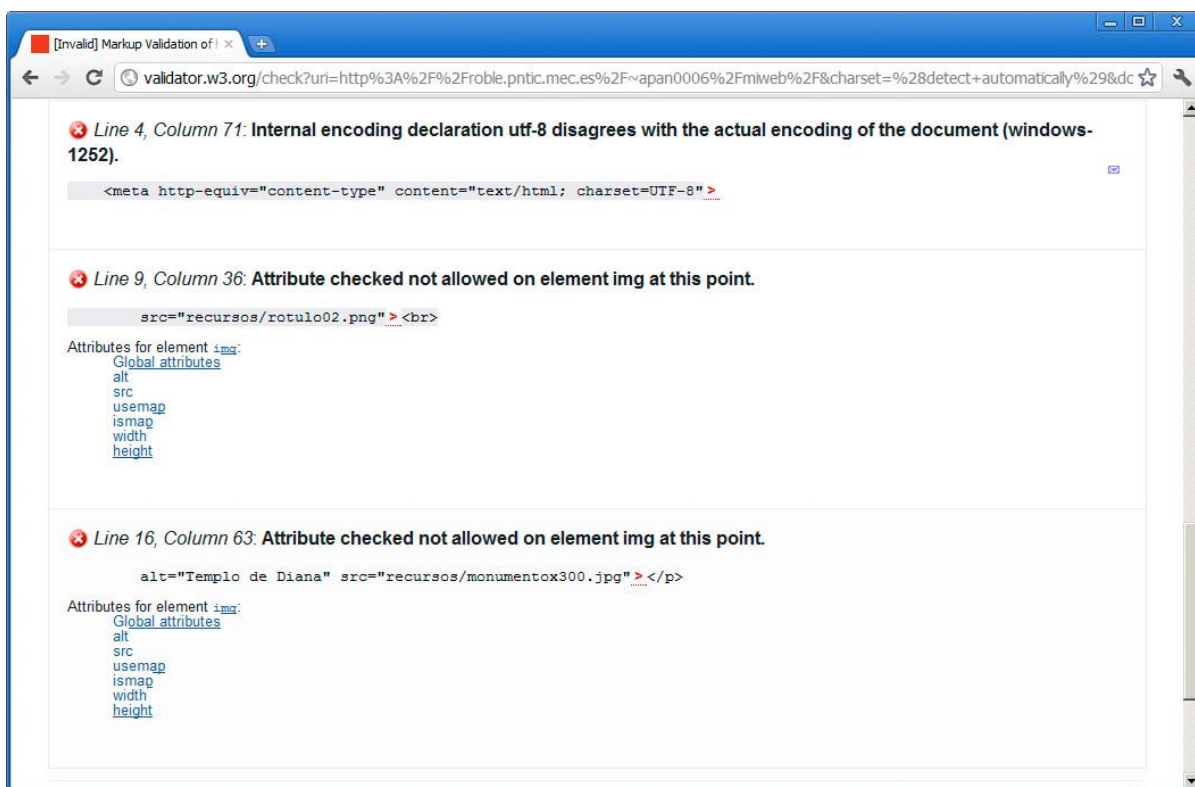 [Invalid] Markup Validation of
validator.w3.org/check?uri=http%3A%2F%2Froble.pntic.mec.es%2F~apan0006%2Fmiweb%2F&charset=%28detect+automatically%29&dc
Line 4, Column 71: Internal encoding declaration utf-8 disagrees with the actual encoding of the document (windows-
1252).
<meta http-equiv="content-type" content="text/html; charset=UTF-8">
Line 9, Column 36: Attribute checked not allowed on element img at this point.
src="recursos/rotulo02.png"><br>
Attributes for element img:
Global attributes
alt
src
usemap
ismap
width
height
Line 16, Column 63: Attribute checked not allowed on element img at this point.
alt="Templo de Diana" src="recursos/monumentox300.jpg"></p>
Attributes for element img:
Global attributes
alt
src
usemap
ismap
width
height